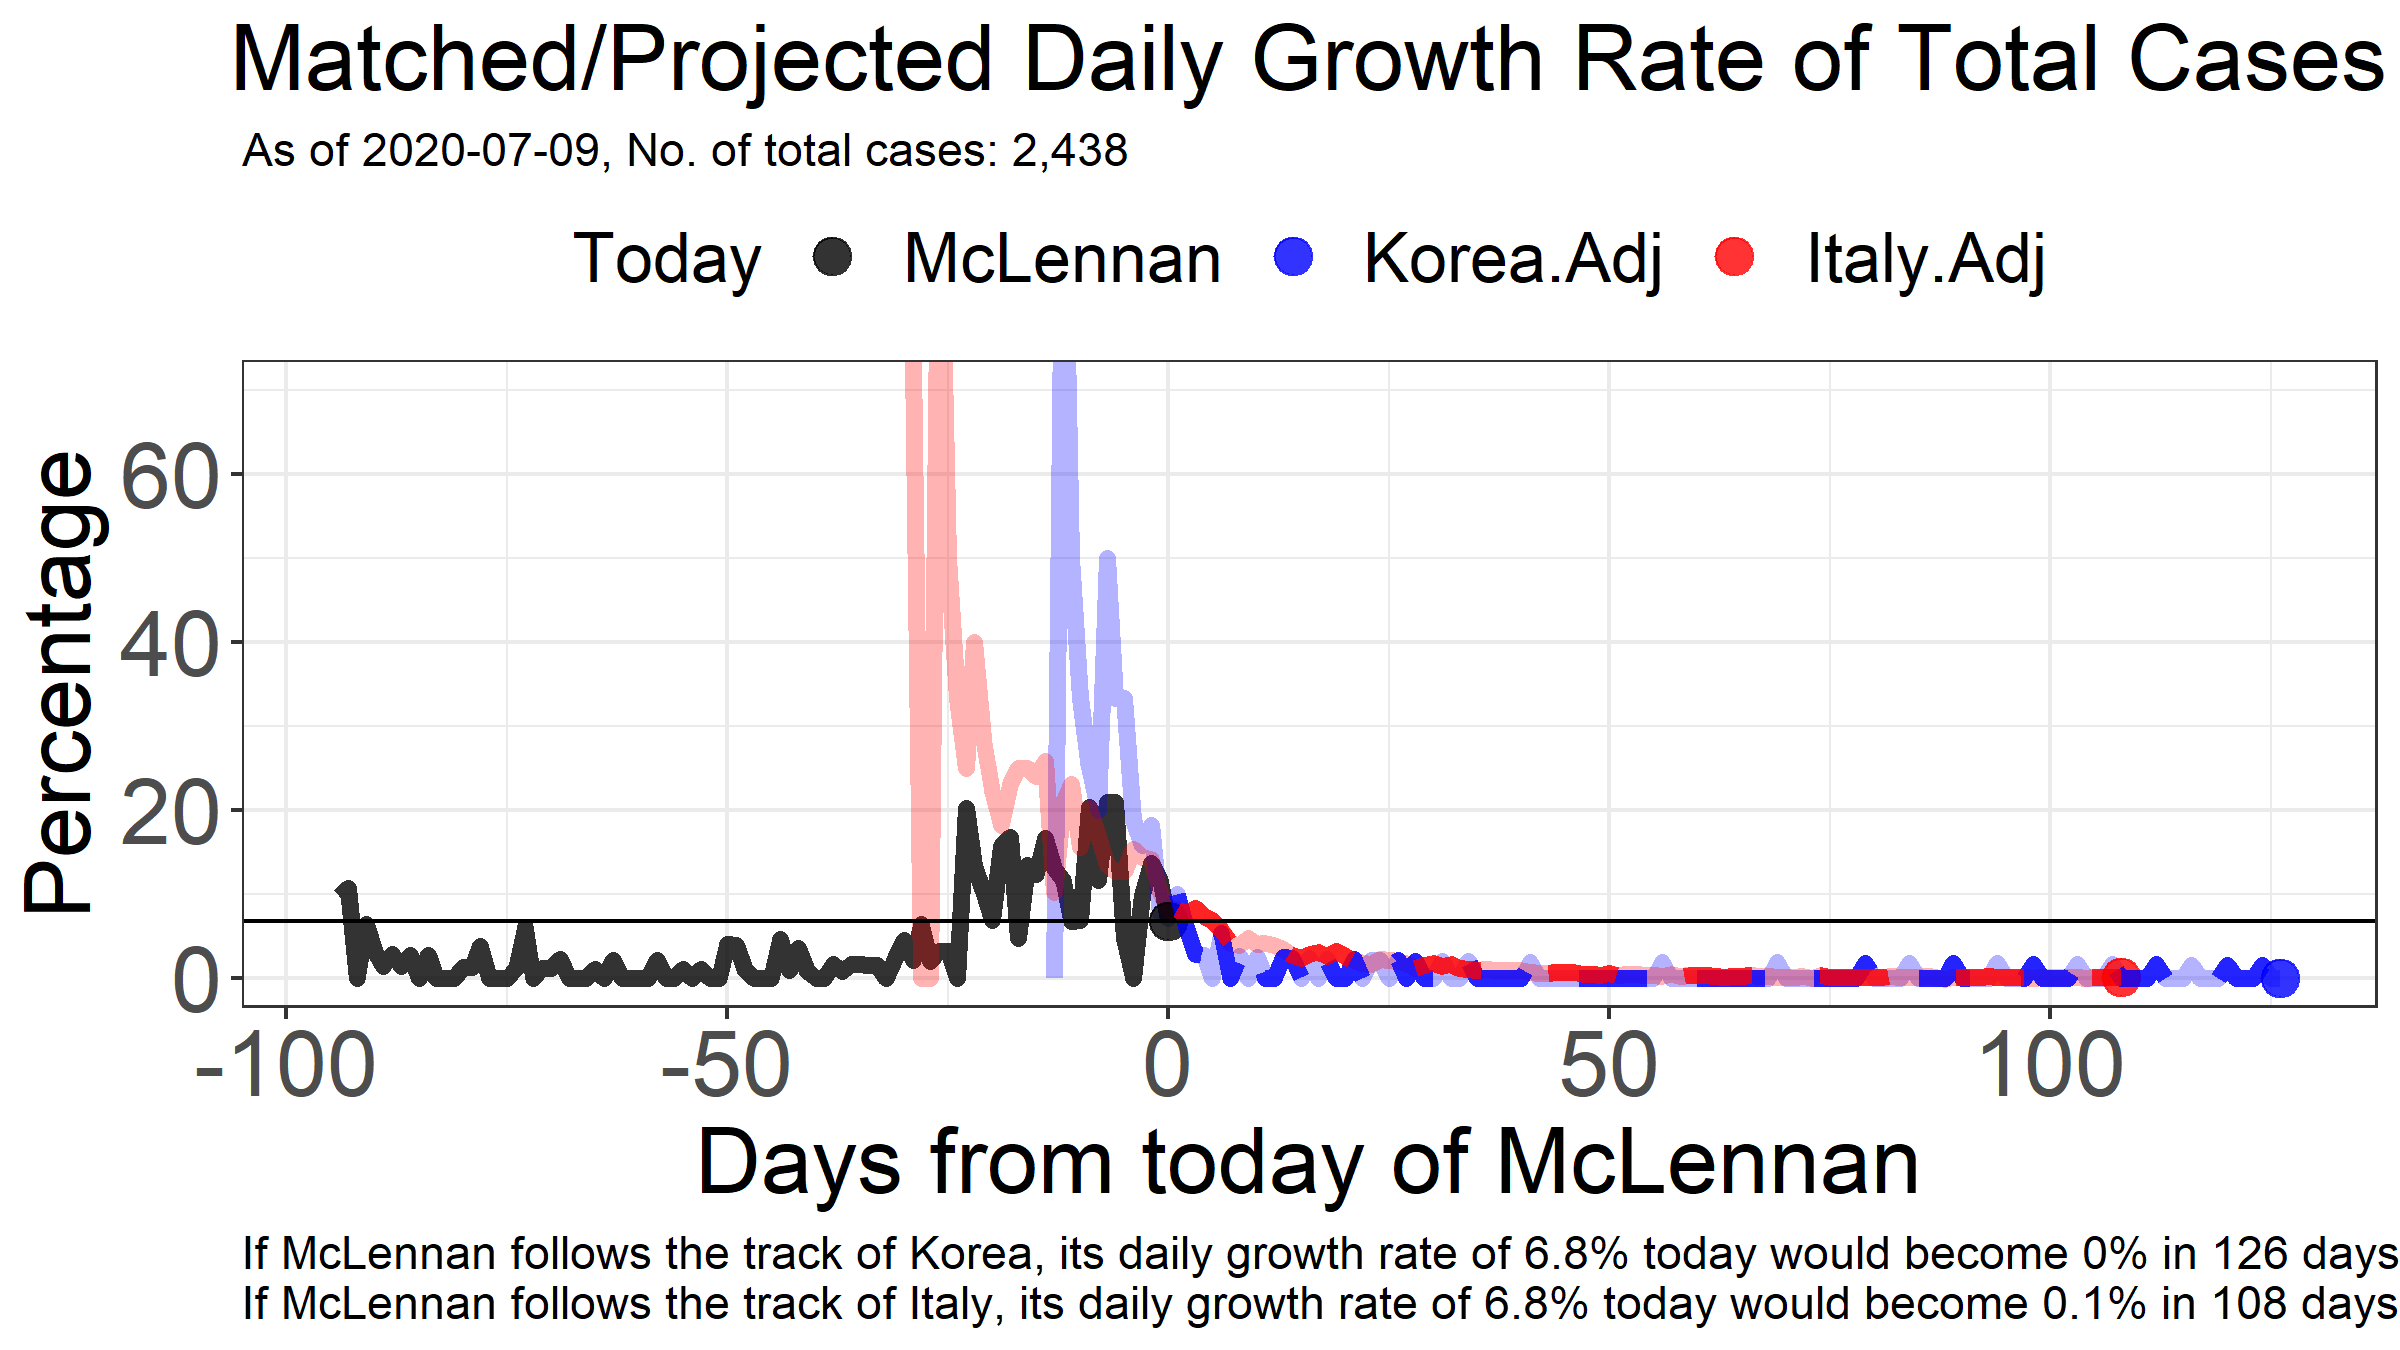 Matched/Projected Daily Growth Rate of Total Cases
As of 2020-07-09, No. of total cases: 2,438
Today McLennan Korea.Adj Italy.Adj
Percentage
60
40
20
0
-100 -50 0 50 100
Days from today of McLennan
If McLennan follows the track of Korea, its daily growth rate of 6.8% today would become 0% in 126 days
If McLennan follows the track of Italy, its daily growth rate of 6.8% today would become 0.1% in 108 days